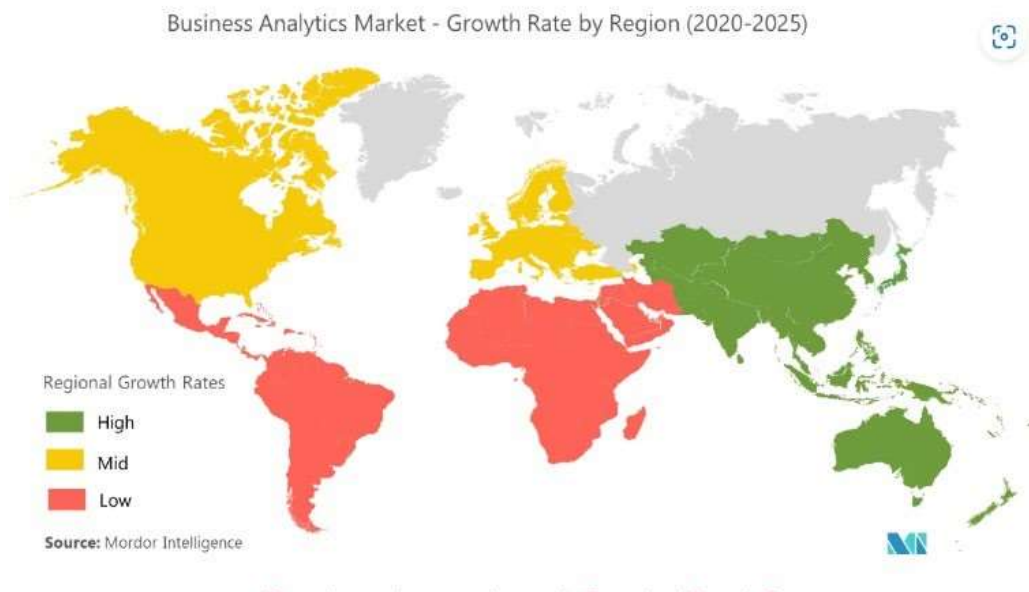 Business Analytics Market - Growth Rate by Region (2020-2025)
Regional Growth Rates
High
Mid
Low
Source: Mordor Intelligence